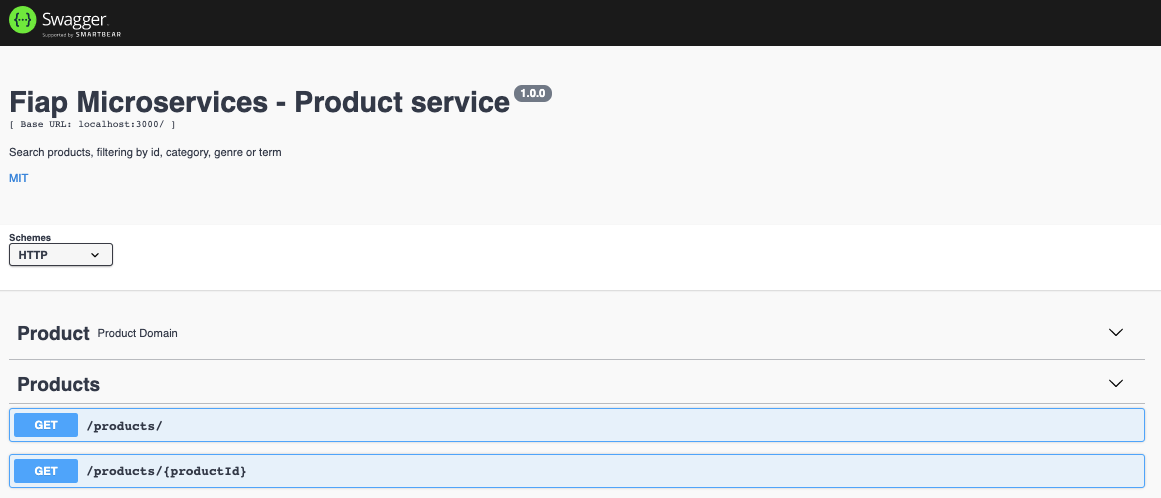 {···} Swagger.
Supported by SMARTBEAR
Fiap Microservices - Product service 1.0.0
[ Base URL: localhost:3000/ ]
Search products, filtering by id, category, genre or term
MIT
Schemes
HTTP
Product Product Domain
Products
GET /products/
GET /products/{productId}